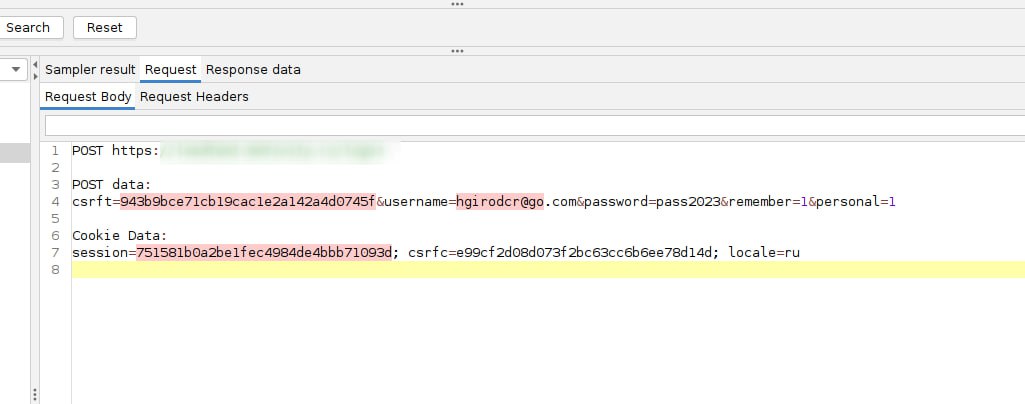 Search Reset
Sampler result Request Response data
Request Body Request Headers
1 POST https:
2
3 POST data:
4 csrft=943b9bce71cb19cac1e2a142a4d0745f&username=hgirodcr@go.com&password=pass2023&remember=1&personal=1
5
6 Cookie Data:
7 session=751581b0a2be1fec4984de4bbb71093d; csrfc=e99cf2d08d073f2bc63cc6b6ee78d14d; locale=ru
8